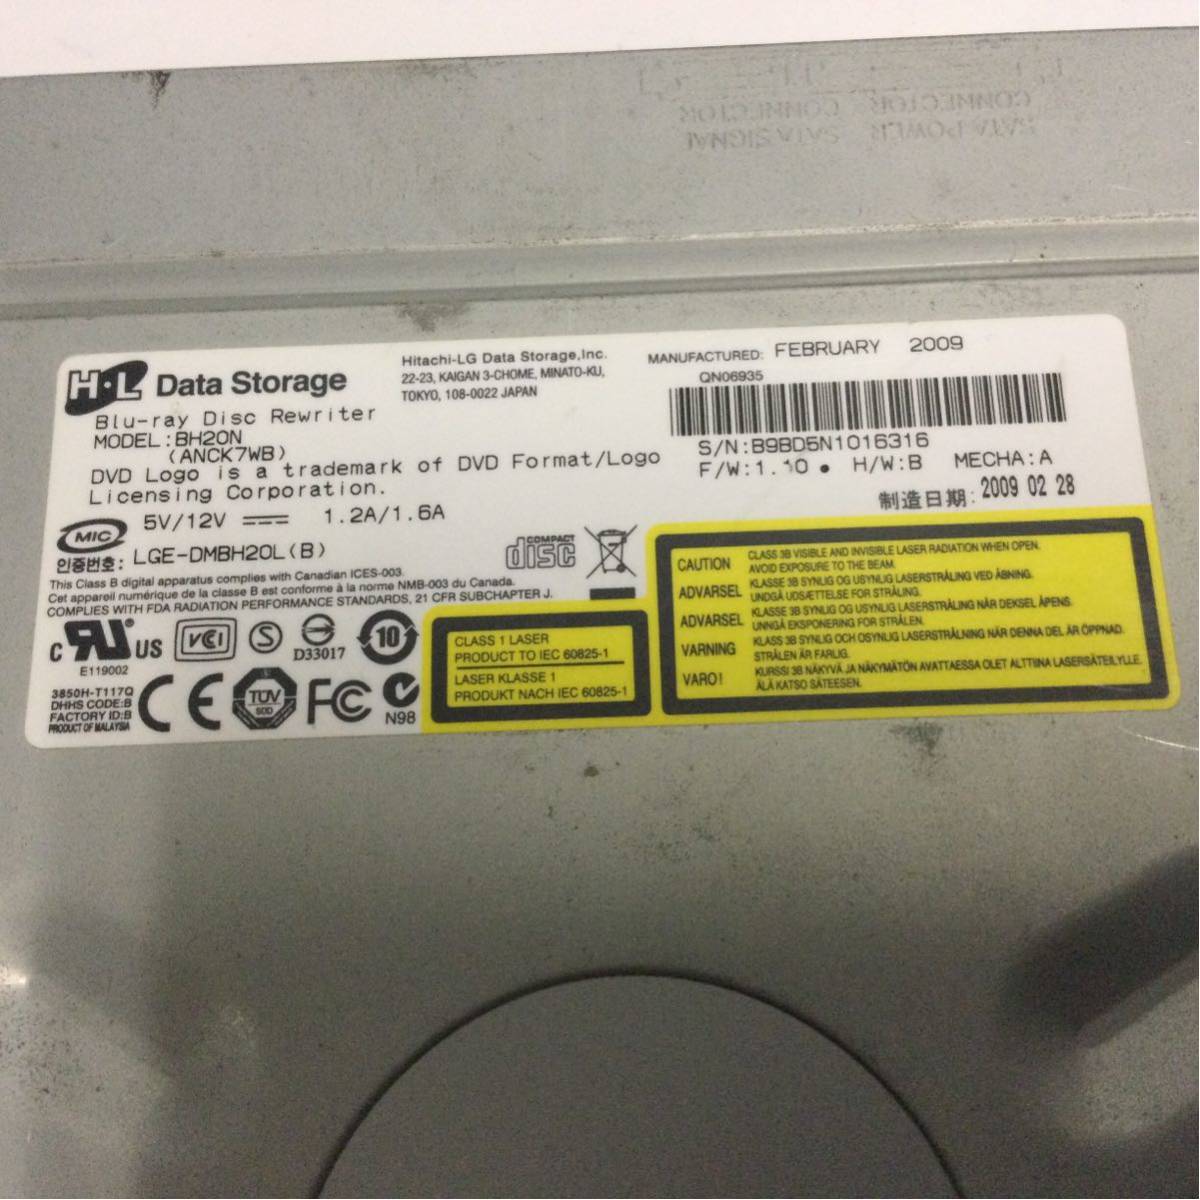 CONNECTOR CONNECTOR
SATA SIGNAL SATA POWER
H·L Data Storage
Hitachi-LG Data Storage,Inc.
22-23, KAIGAN 3-CHOME, MINATO-KU,
TOKYO, 108-0022 JAPAN
MANUFACTURED: FEBRUARY 2009
QN06935
Blu-ray Disc Rewriter
MODEL:BH20N
(ANCK7WB)
DVD Logo is a trademark of DVD Format/Logo
Licensing Corporation.
5V/12V 1.2A/1.6A
S/N:B9BD5N1016316
F/W:1.10 • H/W:B MECHA:A
制造日期: 2009 02 28
MIC
인증번호: LGE-DMBH20L(B)
COMPACT
disc
This Class B digital apparatus complies with Canadian ICES-003.
Cet appareil numérique de la classe B est conforme à la norme NMB-003 du Canada.
COMPLIES WITH FDA RADIATION PERFORMANCE STANDARDS, 21 CFR SUBCHAPTER J.
C RU US
E119002
VCI
S
D33017
10
3850H-T117Q
DHHS CODE:B
FACTORY ID:B
PRODUCT OF MALAYSIA
CE
TÜV
SÜD
FC
N98
CLASS 1 LASER
PRODUCT TO IEC 60825-1
LASER KLASSE 1
PRODUKT NACH IEC 60825-1
CAUTION CLASS 3B VISIBLE AND INVISIBLE LASER RADIATION WHEN OPEN.
AVOID EXPOSURE TO THE BEAM.
ADVARSEL KLASSE 3B SYNLIG OG USYNLIG LASERSTRÅLING VED ÅBNING.
UNDGÅ UDSÆTTELSE FOR STRÅLING.
ADVARSEL KLASSE 3B SYNLIG OG USYNLIG LASERSTRÅLING NÅR DEKSEL ÅPENS.
UNNGÅ EKSPONERING FOR STRÅLEN.
VARNING KLASS 3B SYNLIG OCH OSYNLIG LASERSTRÅLNING NÄR DENNA DEL ÄR ÖPPNAD.
STRÅLEN ÄR FARLIG.
VARO! KURSSI 3B NÄKYVÄ JA NÄKYMÄTÖN AVATTAESSA OLET ALTTIINA LASERSÄTEILYLLE.
ÄLÄ KATSO SÄTEESEN.